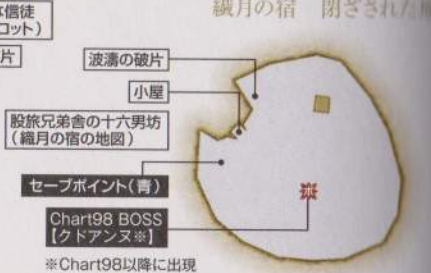 織月の宿 閉ざされた
信徒
コット)
片
波濤の破片
小屋
股旅兄弟舎の十六男坊
(織月の宿の地図)
セーブポイント(青)
Chart98 BOSS
【クドアンヌ※】
※Chart98以降に出現